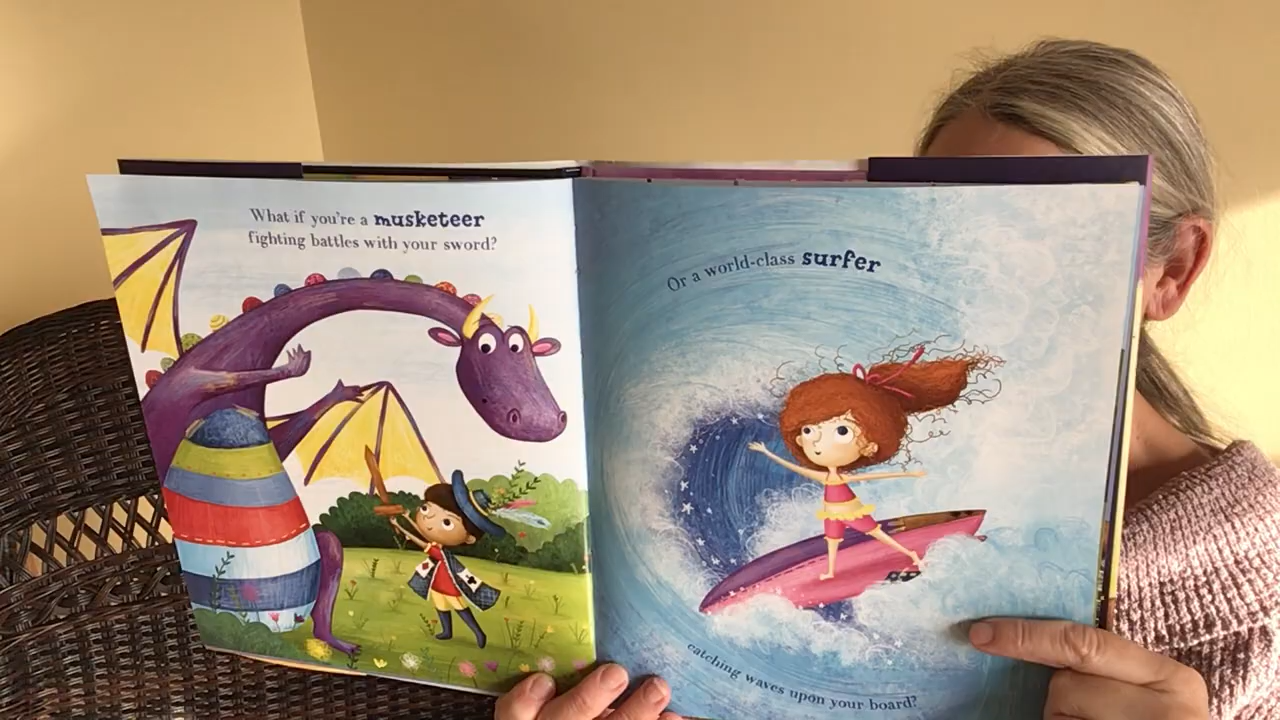 What if you're a musketeer
fighting battles with your sword?
Or a world-class surfer
catching waves upon your board?